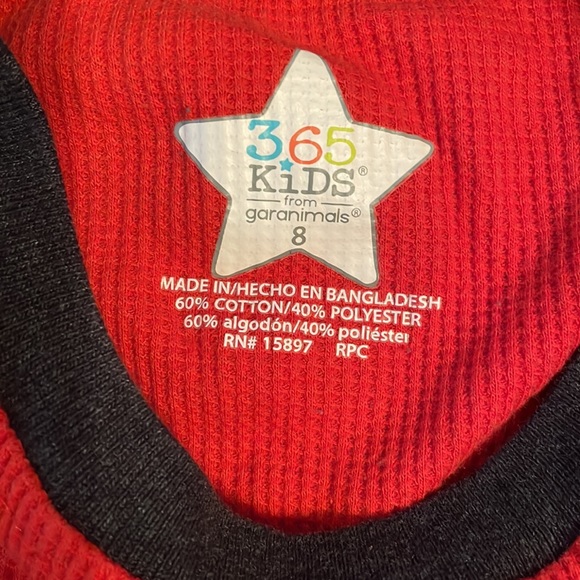 365
KiDS®
from
garanimals®
8
MADE IN/HECHO EN BANGLADESH
60% COTTON/40% POLYESTER
60% algodón/40% poliéster
RN# 15897 RPC